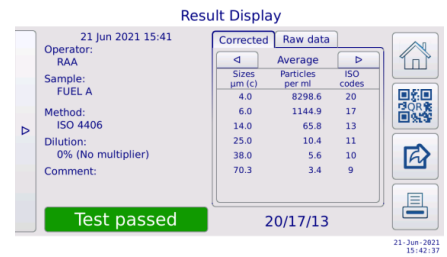 Result Display
21 Jun 2021 15:41
Operator:
RAA
Sample:
FUEL A
Method:
ISO 4406
Dilution:
0% (No multiplier)
Comment:
Test passed
Corrected Raw data
Average
Sizes Particles ISO
µm (c) per ml codes
4.0 8298.6 20
6.0 1144.9 17
14.0 65.8 13
25.0 10.4 11
38.0 5.6 10
70.3 3.4 9
20/17/13
QR
21-Jun-2021
15:42:37